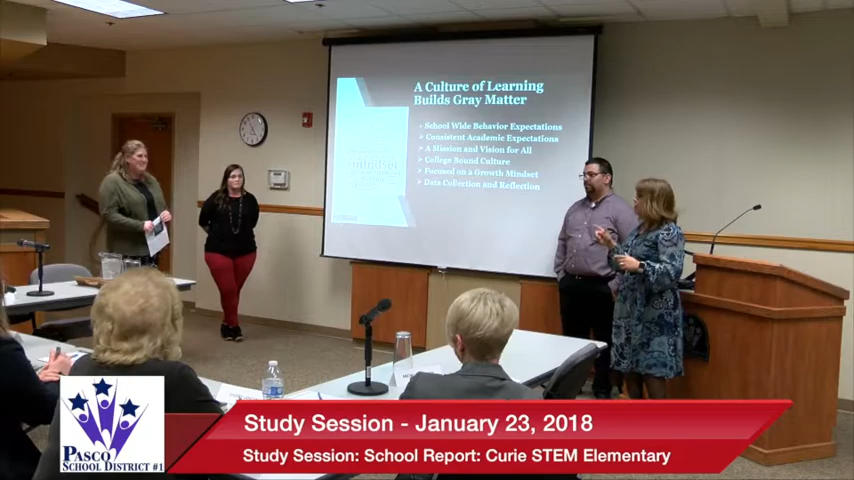 A Culture of Learning
Builds Gray Matter
School Wide Behavior Expectations
Consistent Academic Expectations
A Mission and Vision for All
College Bound Culture
Focused on a Growth Mindset
Data Collection and Reflection
mindset
Study Session - January 23, 2018
Study Session: School Report: Curie STEM Elementary
PASCO
SCHOOL DISTRICT #1